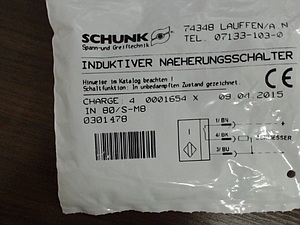 SCHUNK
Spann-und Greiftechnik
74348 LAUFFEN/A N
TEL. 07133-103-0
INDUKTIVER NAEHERUNGSSCHALTER
Hinweise im Katalog beachten !
Schaltfunktion: In unbedampften Zustand gezeichnet.
CE
CHARGE: 4 0001654 X 09.04.2015
IN 80/S-M8
0301478
1/BN
4/BK
3/BU